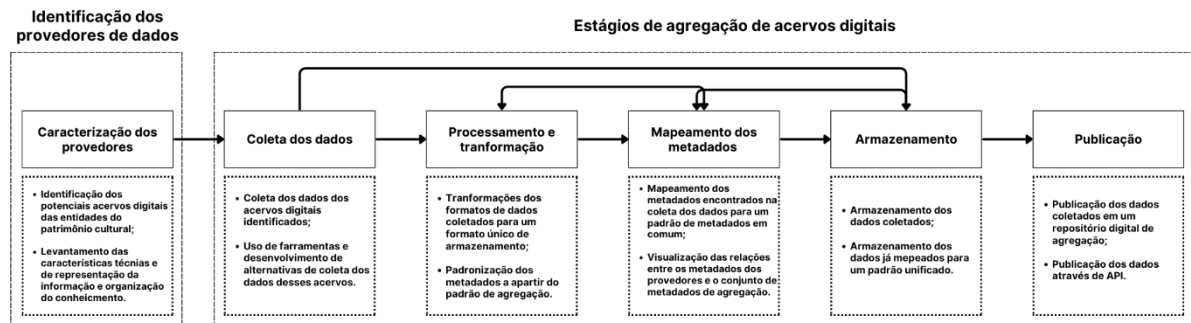 Identificação dos
provedores de dados
Estágios de agregação de acervos digitais
Caracterização dos
provedores
Coleta dos dados
Processamento e
tranformação
Mapeamento dos
metadados
Armazenamento
Publicação
• Identificação dos
potenciais acervos digitais
das entidades do
patrimônio cultural;
• Levantamento das
características técnias e
de representação da
informação e organização
do conheicmento.
• Coleta dos dados dos
acervos digitais
identificados;
• Uso de farramentas e
desenvolvimento de
alternativas de coleta dos
dados desses acervos.
• Tranformações dos
formatos de dados
coletados para um
formato único de
armazenamento;
• Padronização dos
metadados a apartir do
padrão de agregação.
• Mapeamento dos
metadados encontrados na
coleta dos dados para um
padrão de metadados em
comum;
• Visualização das relações
entre os metadados dos
provedores e o conjunto de
metadados de agregação.
• Armazenamento dos
dados coletados;
• Armazenamento dos
dados já mepeados para
um padrão unificado.
• Publicação dos dados
coletados em um
repositório digital de
agregação;
• Publicação dos dados
através de API.